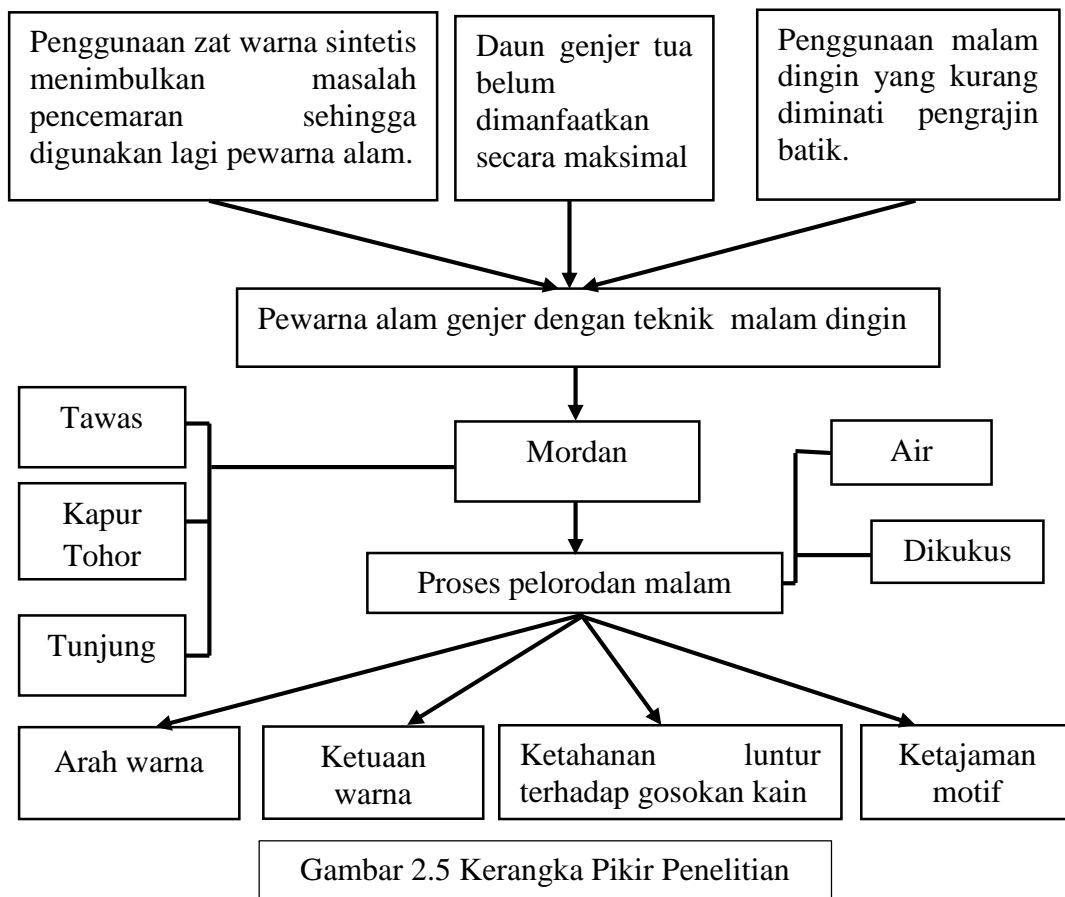 Penggunaan zat warna sintetis
menimbulkan masalah
pencemaran sehingga
digunakan lagi pewarna alam.
Daun genjer tua
belum
dimanfaatkan
secara maksimal
Penggunaan malam
dingin yang kurang
diminati pengrajin
batik.
Pewarna alam genjer dengan teknik malam dingin
Tawas
Mordan
Air
Kapur
Tohor
Dikukus
Proses pelorodan malam
Tunjung
Arah warna
Ketuaan
warna
Ketahanan luntur
terhadap gosokan kain
Ketajaman
motif
Gambar 2.5 Kerangka Pikir Penelitian